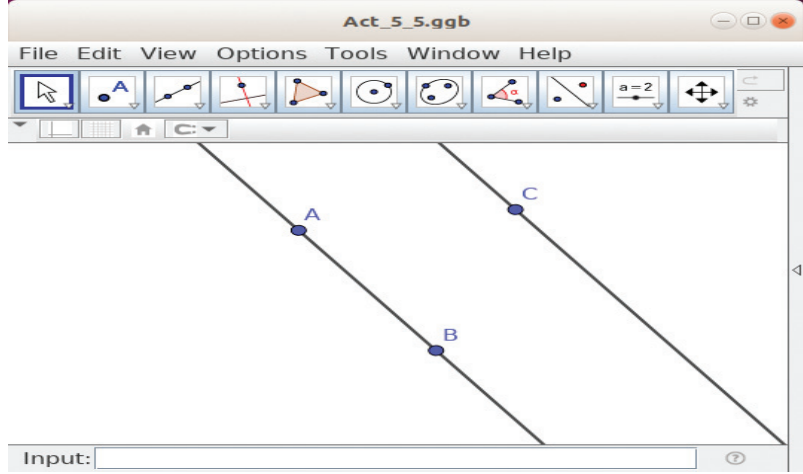 Act_5_5.ggb
File Edit View Options Tools Window Help
A α a=2
C:
A
C
B
Input: